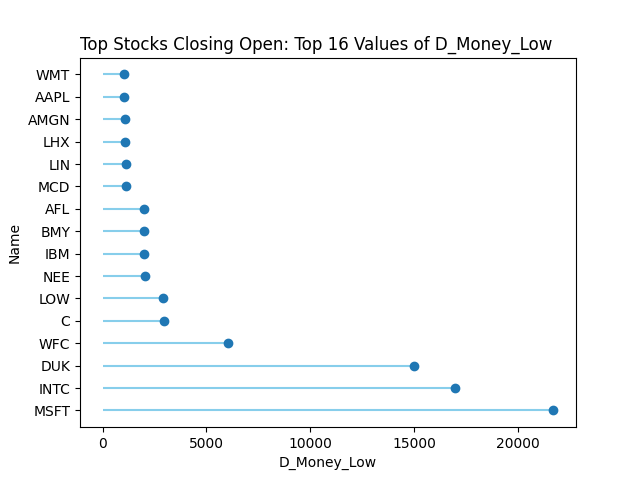 Top Stocks Closing Open: Top 16 Values of D_Money_Low
WMT
AAPL
AMGN
LHX
LIN
MCD
AFL
BMY
IBM
NEE
LOW
C
WFC
DUK
INTC
MSFT
Name
0 5000 10000 15000 20000
D_Money_Low